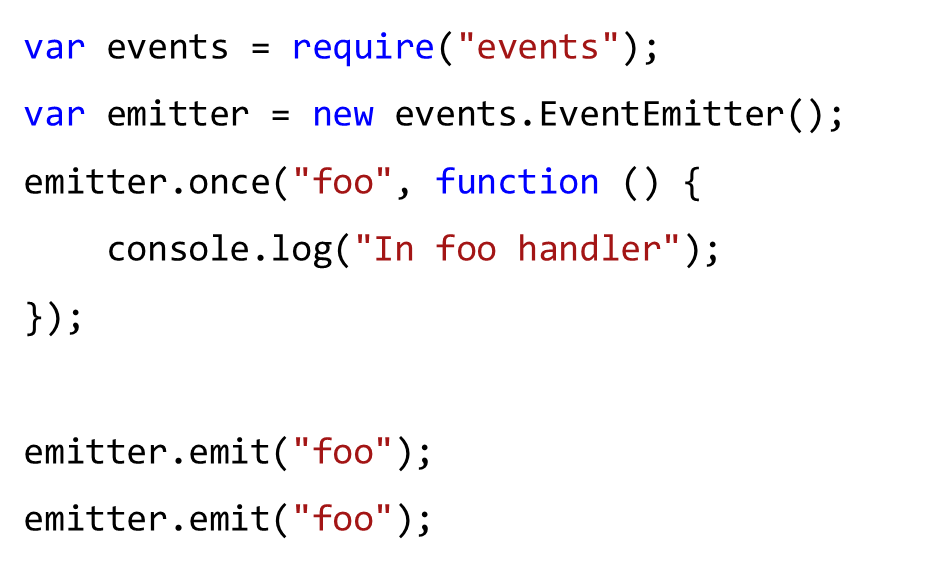 var events = require("events");
var emitter = new events.EventEmitter();
emitter.once("foo", function () {
    console.log("In foo handler");
});

emitter.emit("foo");
emitter.emit("foo");